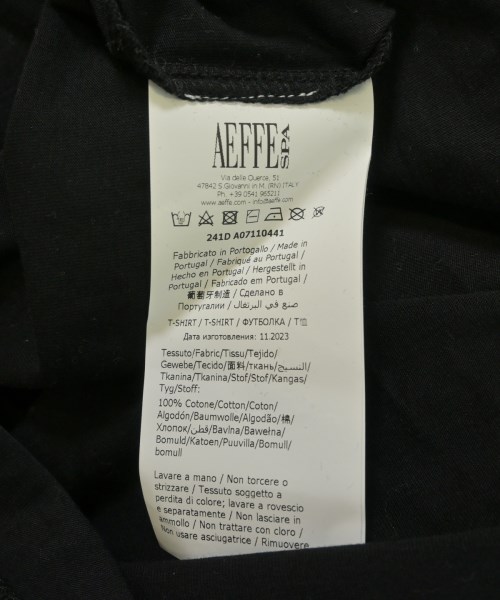 AEFFE SPA
Via delle Querce, 51
47842 S.Giovanni in M. (RN) ITALY
Ph. +39 0541 965211
www.aeffe.com - info@aeffe.com
241D A07110441
Fabbricato in Portogallo / Made in
Portugal / Fabriqué au Portugal /
Hecho en Portugal / Hergestellt in
Portugal / Fabricado em Portugal /
葡萄牙制造 / Сделано в
Португалии / صنع في البرتغال
T-SHIRT / T-SHIRT / ФУТБОЛКА / T恤
Дата изготовления: 11.2023
Tessuto/Fabric/Tissu/Tejido/
Gewebe/Tecido/面料/ткань/النسيج/
Tkanina/Tkanina/Stof/Stof/Kangas/
Tyg/Stoff:
100% Cotone/Cotton/Coton/
Algodón/Baumwolle/Algodão/棉/
Хлопок/قطن/Bavlna/Bawełna/
Bomuld/Katoen/Puuvilla/Bomull/
bomull
Lavare a mano / Non torcere o
strizzare / Tessuto soggetto a
perdita di colore; lavare a rovescio
e separatamente / Non lasciare in
ammollo / Non trattare con cloro /
Non usare asciugatrice / Rimuovere